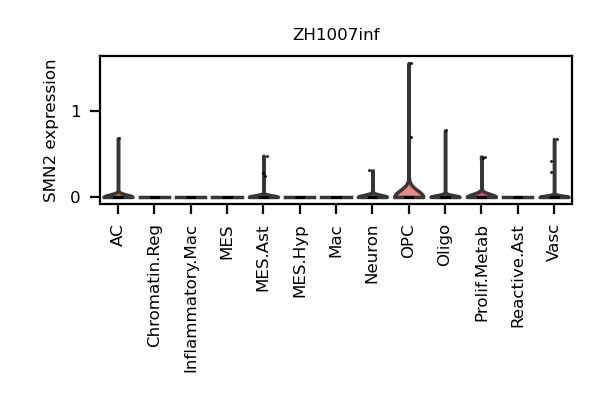 ZH1007inf
SMN2 expression
1
0
AC
Chromatin.Reg
Inflammatory.Mac
MES
MES.Ast
MES.Hyp
Mac
Neuron
OPC
Oligo
Prolif.Metab
Reactive.Ast
Vasc